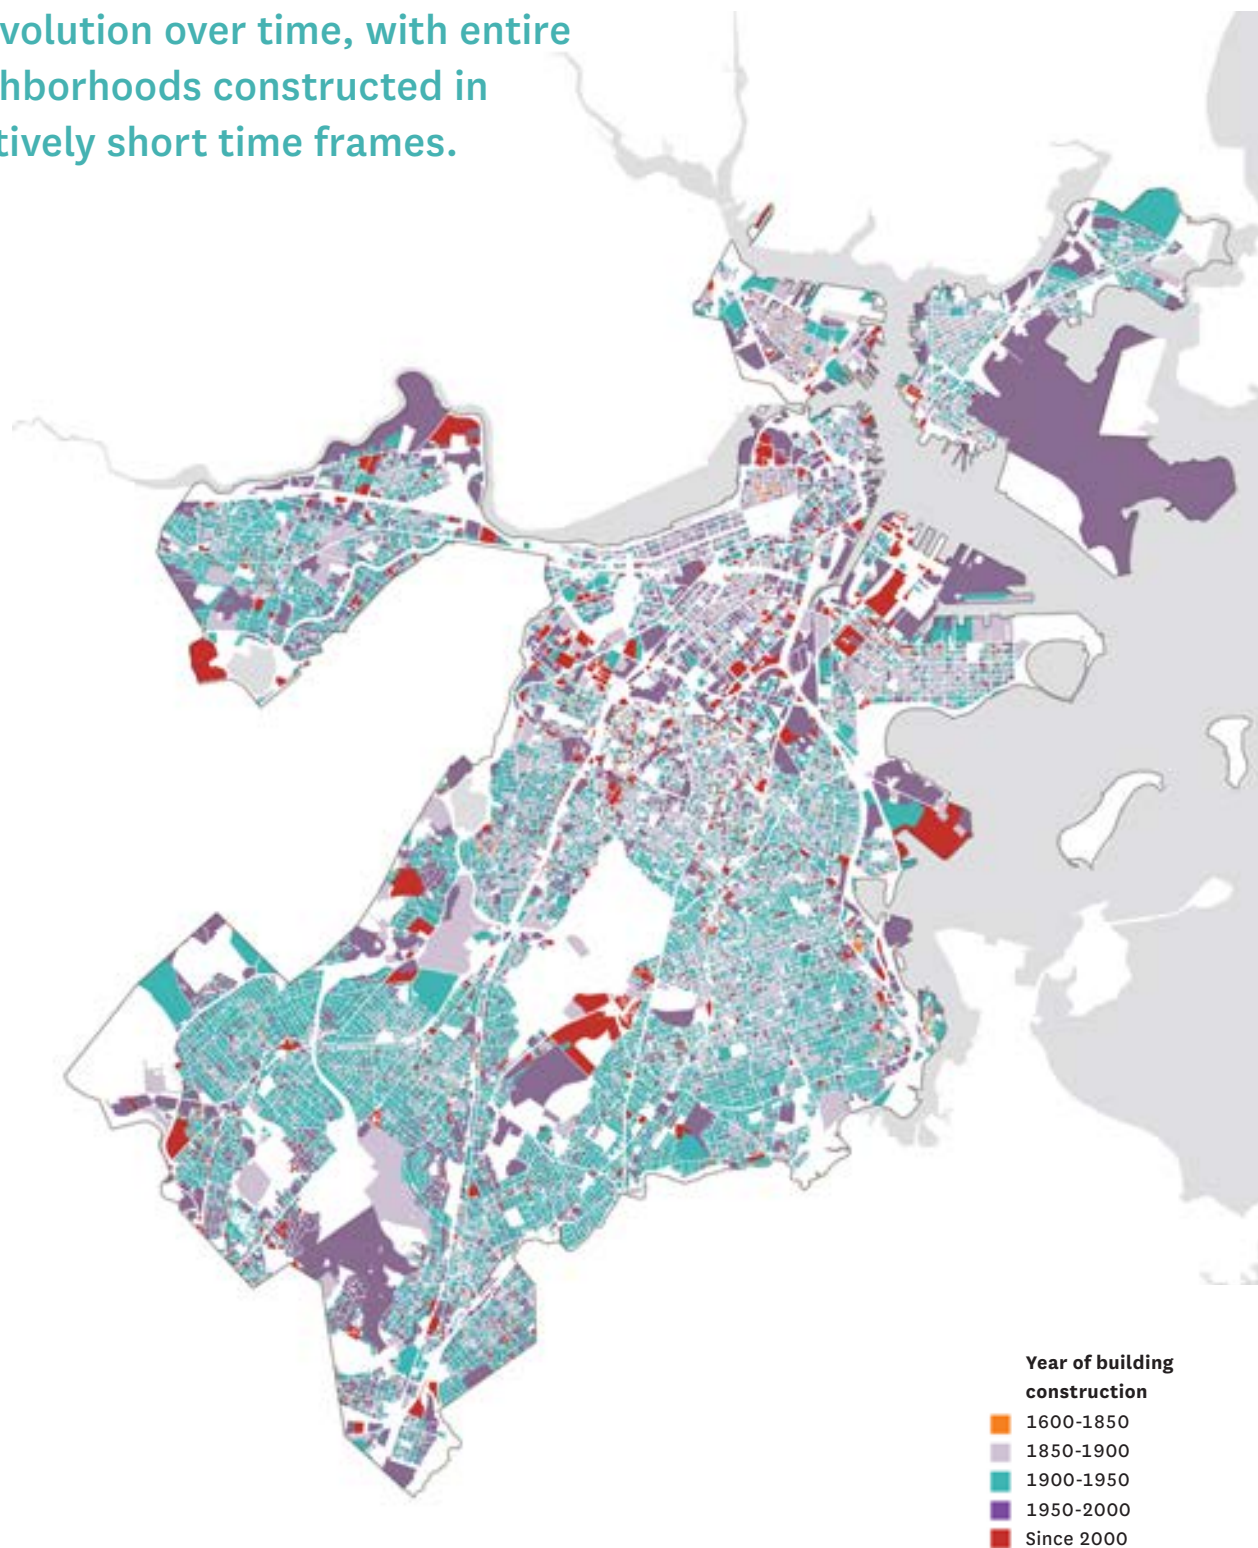 volution over time, with entire
hborhoods constructed in
tively short time frames.
Year of building
construction
1600-1850
1850-1900
1900-1950
1950-2000
Since 2000